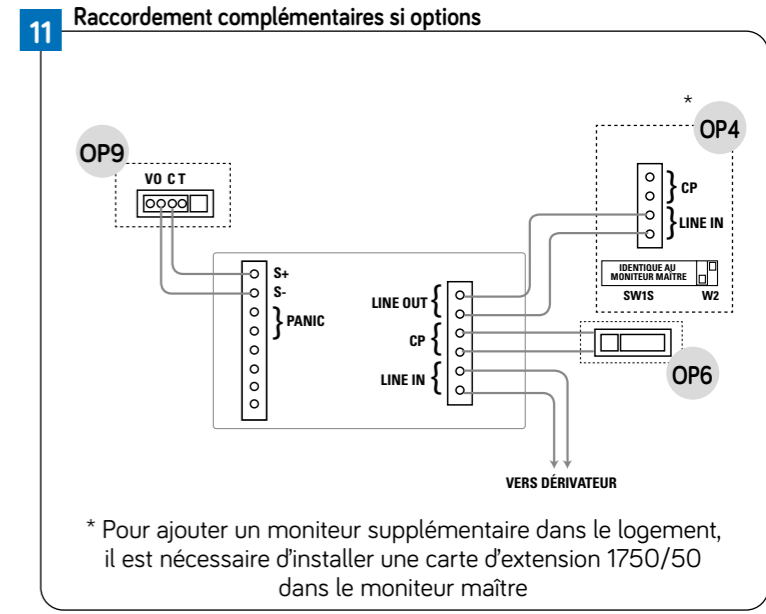 11
Raccordement complémentaires si options
*
OP4
OP9
VO C T
CP
LINE IN
IDENTIQUE AU
MONITEUR MAÎTRE
SW1S
W2
S+
S-
PANIC
LINE OUT
CP
LINE IN
OP6
VERS DÉRIVATEUR
* Pour ajouter un moniteur supplémentaire dans le logement,
il est nécessaire d'installer une carte d'extension 1750/50
dans le moniteur maître